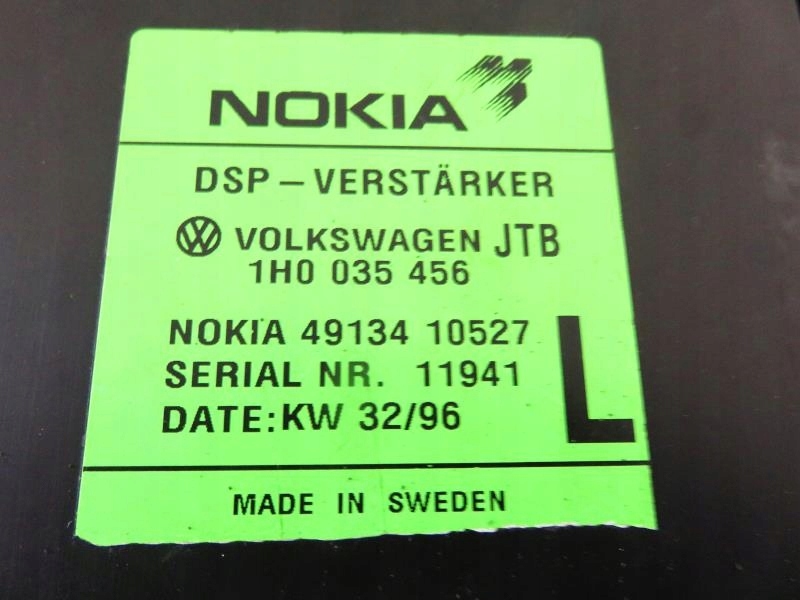 NOKIA
DSP – VERSTÄRKER
VOLKSWAGEN JTB
1H0 035 456
NOKIA 49134 10527
SERIAL NR. 11941
DATE: KW 32/96
L
MADE IN SWEDEN